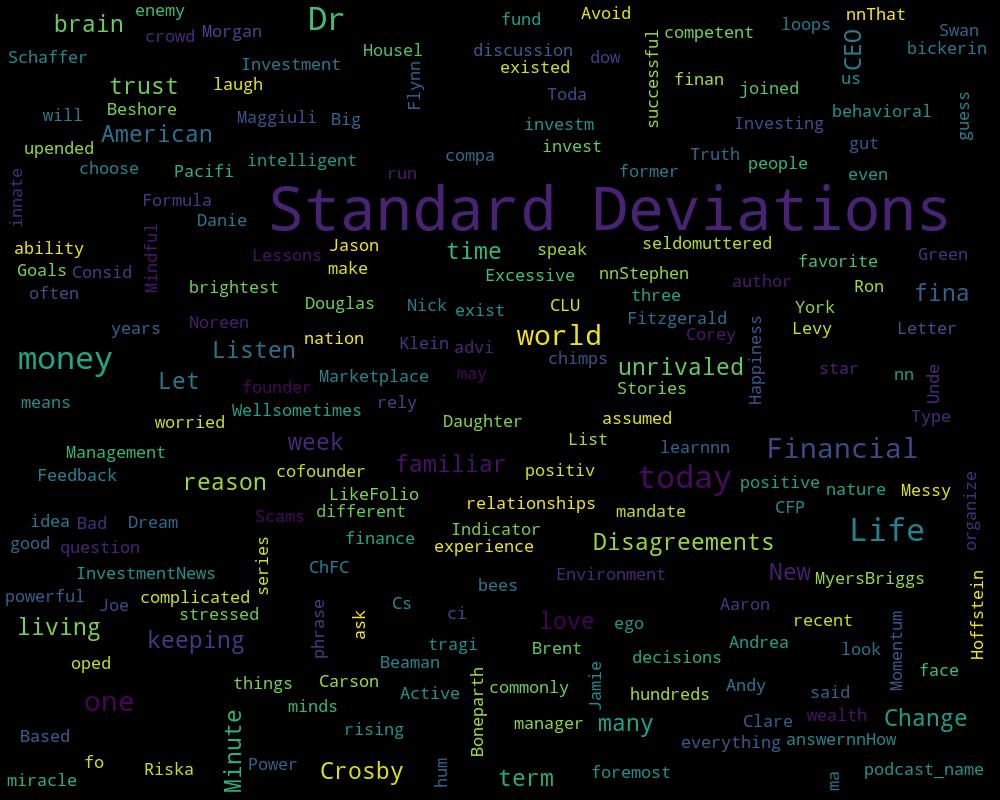 brain
enemy
crowd
Morgan
Dr
fund
Avoid
nnThat
Schaffer
Investment
Housel
discussion
existed
dow
successful
competent
loops
CEO
us
Swan
bickerin
trust
laugh
Flynn
Toda
finan
joined
behavioral
guess
will
Beshore
Maggiuli
Big
investm
Investing
American
upended
choose
Pacifi
intelligent
compa
invest
Truth
people
gut
former
even
run
innate
Formula
Danie
Standard Deviations
ability
Mindful
Lessons
Jason
time
speak
seldomuttered
Green
Goals
Consid
make
Excessive
nnStephen
author
favorite
often
brightest
Douglas
Nick
exist
CLU
three
Ron
York
fina
years
Noreen
nation
Klein
advi
world
Fitzgerald
Corey
Levy
Letter
money
Listen
chimps
Happiness
Let
founder
Marketplace
may
unrivaled
Stories
star
nn
Unde
means
Wellsometimes
rely
worried
Daughter
assumed
Type
Management
week
List
learnnn
Financial
Feedback
reason
cofounder
familiar
positiv
today
positive
nature
Messy
organize
LikeFolio
different
relationships
mandate
CFP
idea
Bad
Dream
Scams
Indicator
Life
good
question
series
finance
experience
Disagreements
InvestmentNews
ChFC
bees
Environment
New
MyersBriggs
powerful
Joe
complicated
stressed
Cs
ci
Aaron
Hoffstein
living
keeping
phrase
ask
love
ego
recent
tragi
Brent
Andrea
look
Momentum
oped
Beaman
decisions
face
things
Carson
Active
Boneparth
commonly
Jamie
hundreds
Andy
said
one
minds
Minute
rising
manager
many
Clare
wealth
Change
Based
everything
answernnHow
fo
Riska
Power
Crosby
hum
term
foremost
ma
podcast_name
miracle